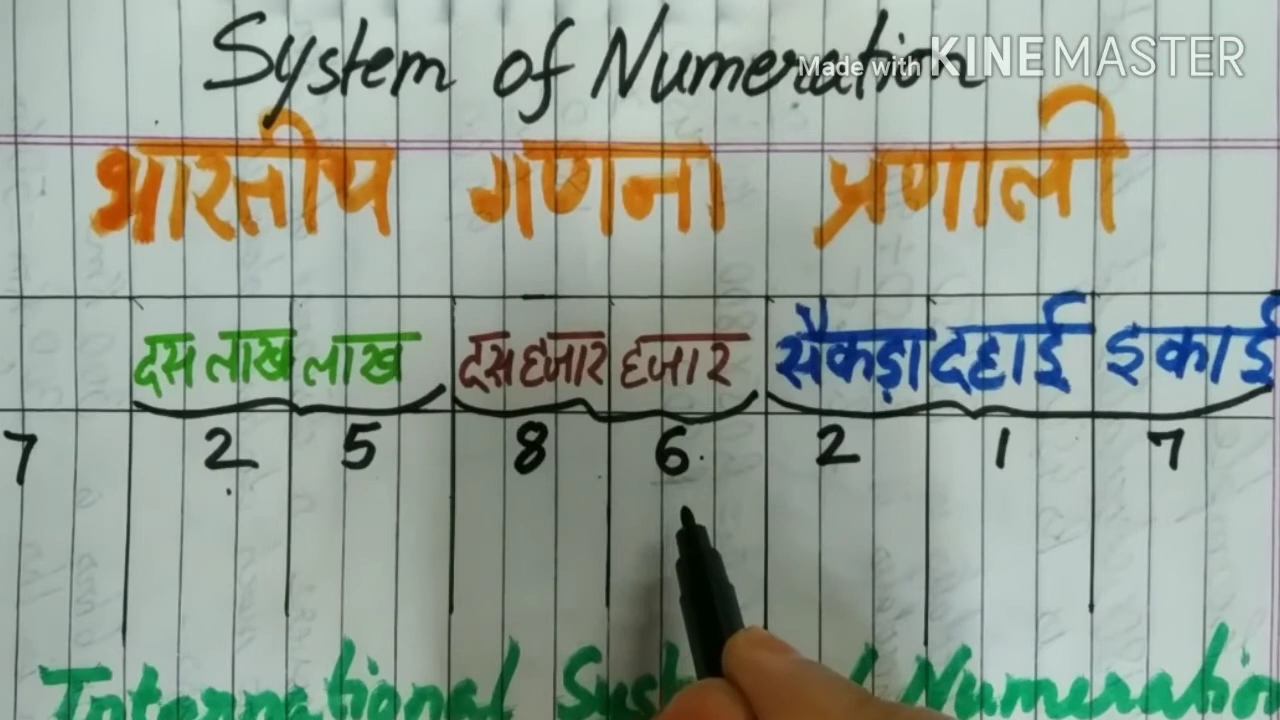 System of Numeration
Made with KINEMASTER
भारतीय गणना प्रणाली
दस लाख लाख दस हजार हजार सैकड़ा दहाई इकाई
7 2 5 8 6 2 1 7
International System Numeration